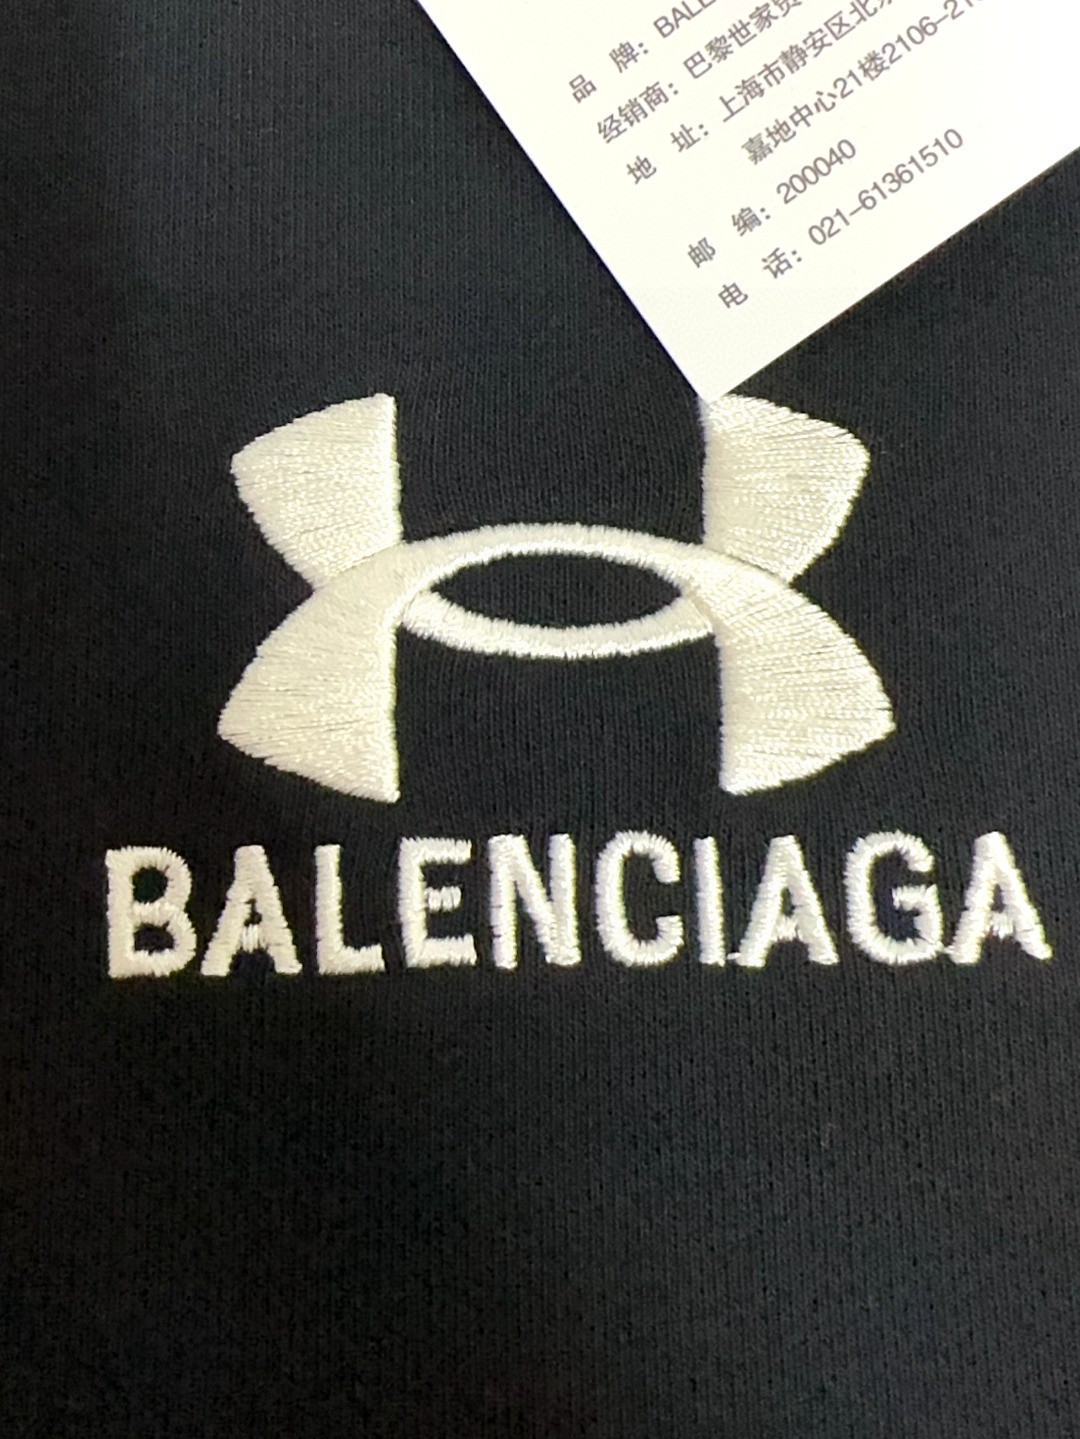 品 牌：BALE
经销商：巴黎世家贸
地 址：上海市静安区北京
嘉地中心21楼2106-21
邮 编：200040
电 话：021-61361510
BALENCIAGA